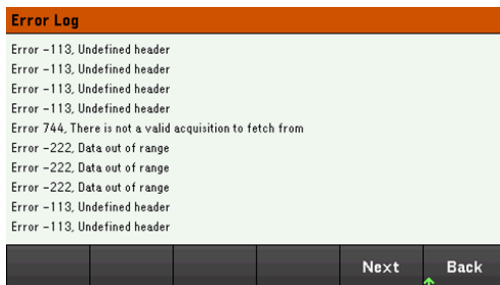 Error Log
Error -113, Undefined header
Error -113, Undefined header
Error -113, Undefined header
Error -113, Undefined header
Error 744, There is not a valid acquisition to fetch from
Error -222, Data out of range
Error -222, Data out of range
Error -222, Data out of range
Error -113, Undefined header
Error -113, Undefined header
Next Back